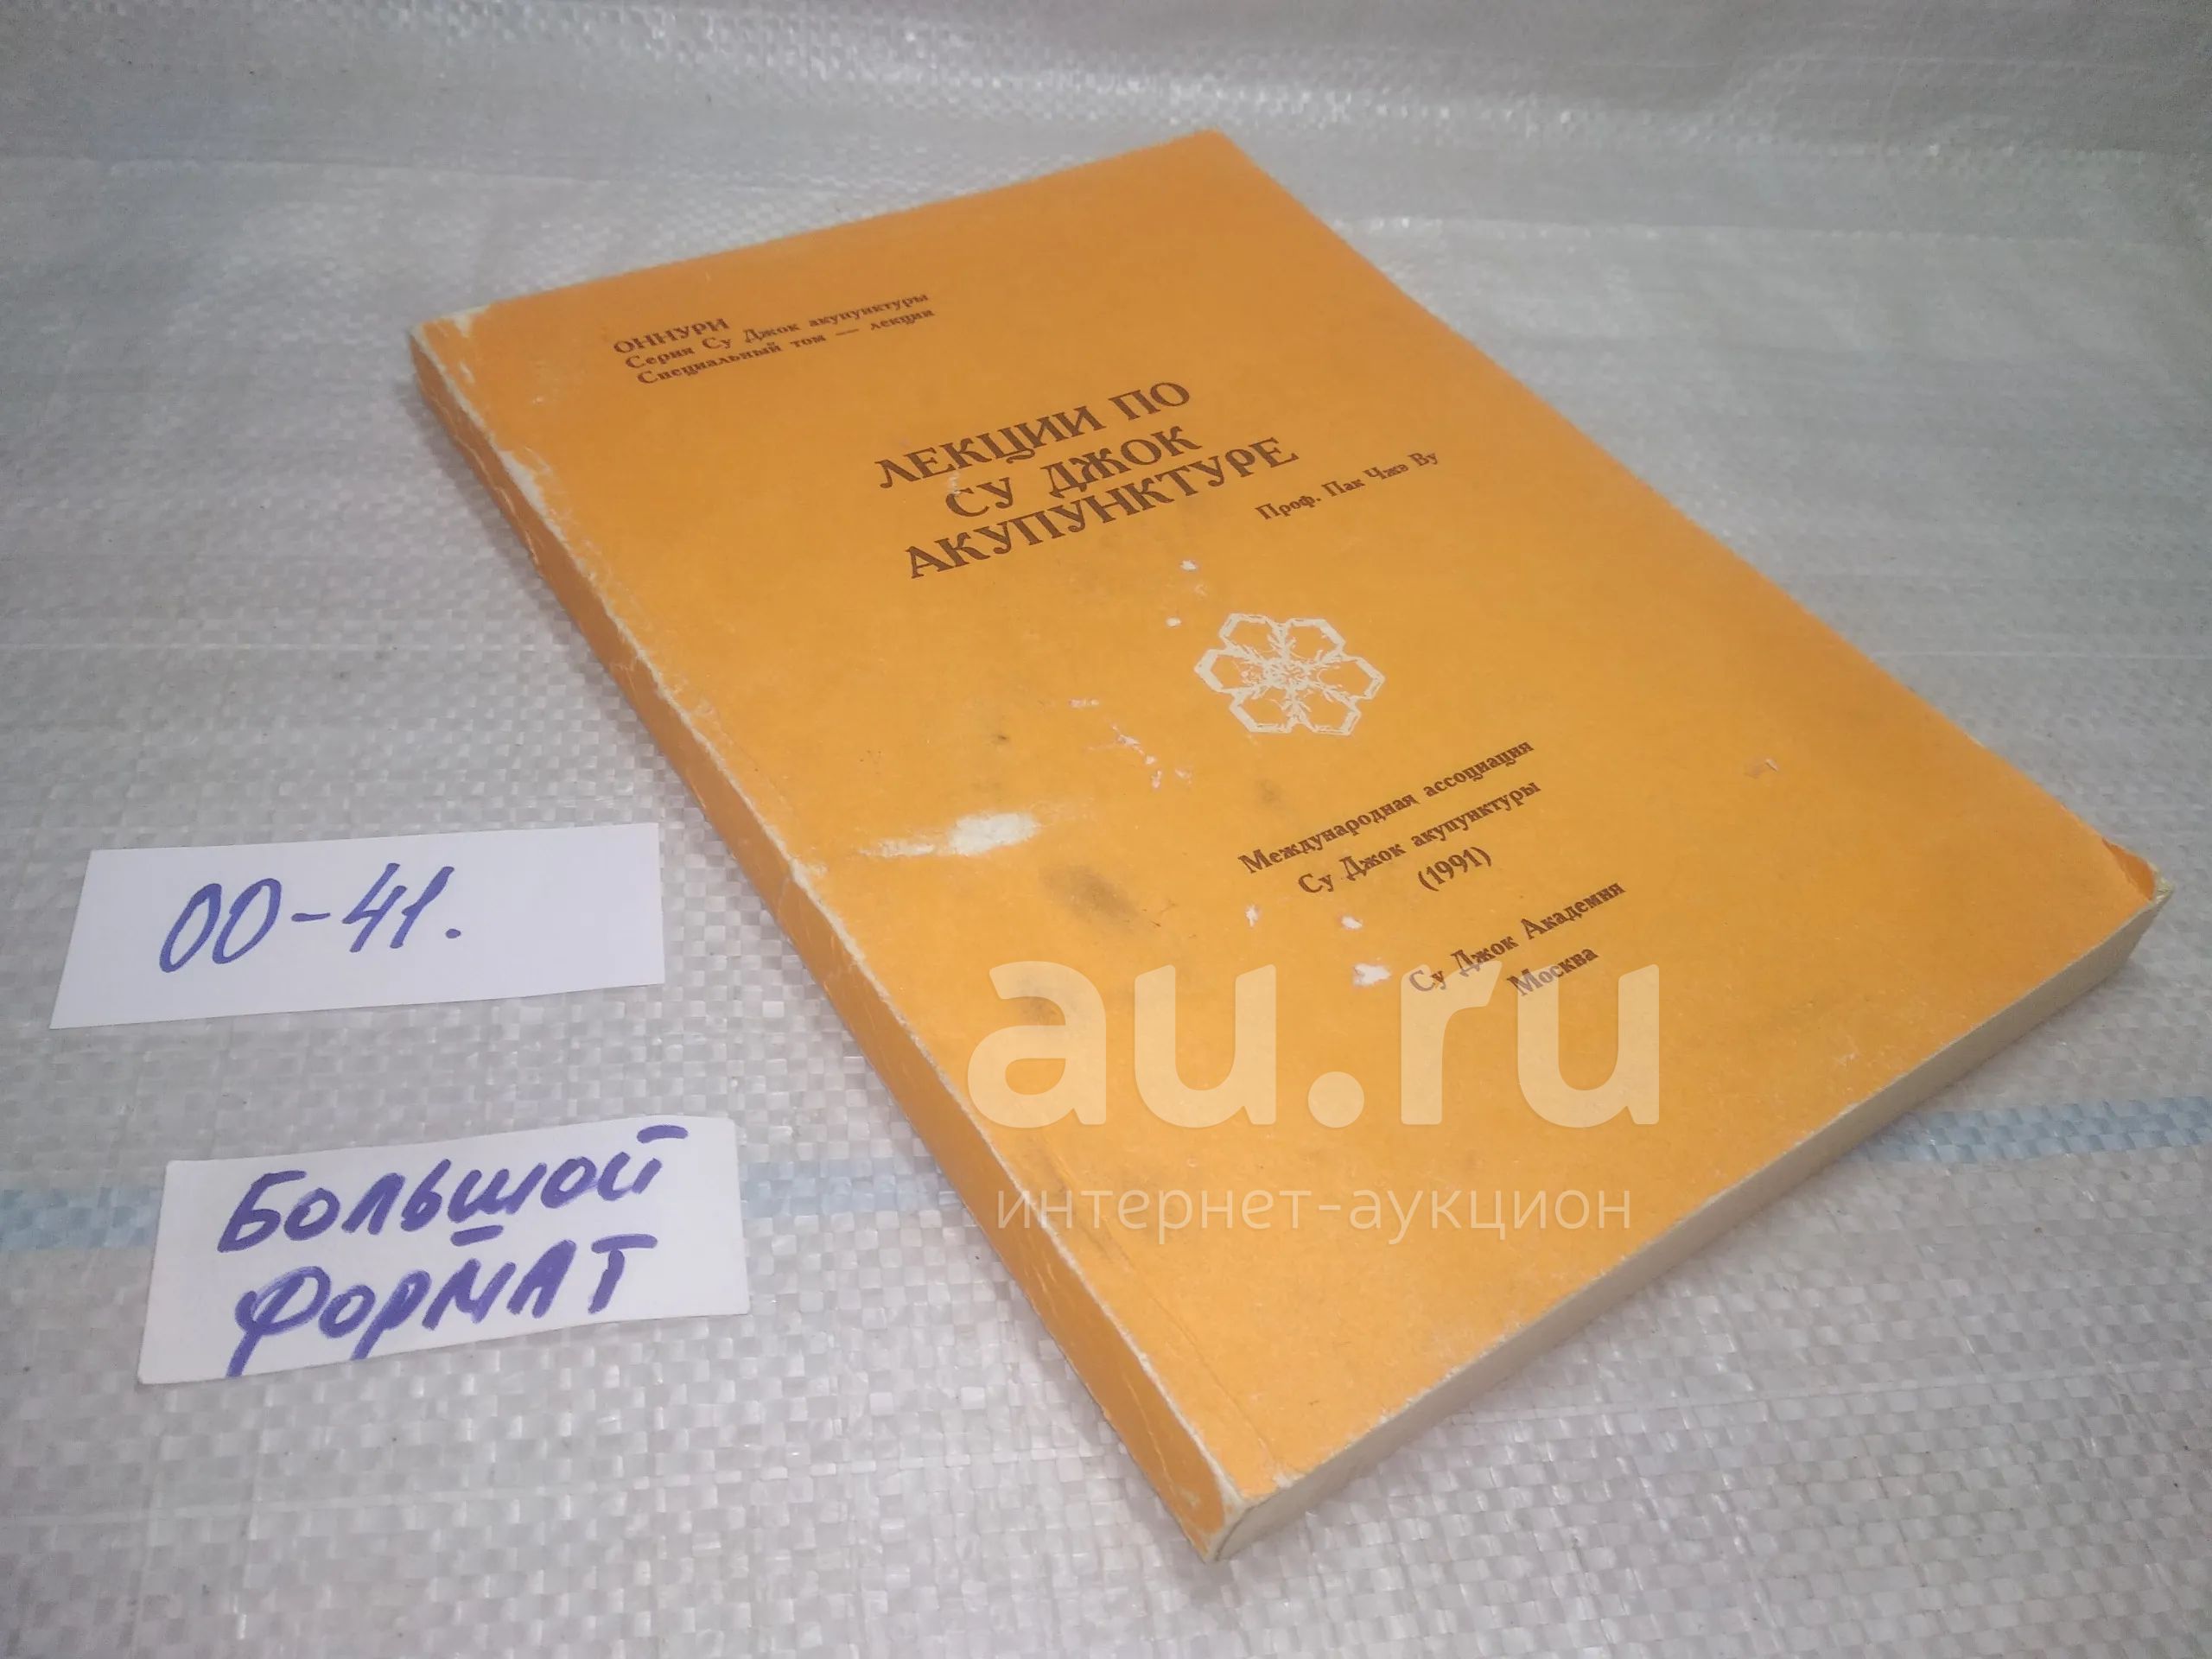 ОННУРИ
Серия Су Джок акупунктуры
Специальный том — лекции
ЛЕКЦИИ ПО
СУ ДЖОК
АКУПУНКТУРЕ
Проф. Пак Чжэ Ву
Международная ассоциация
Су Джок акупунктуры
(1991)
Су Джок Академия
Москва
00-41.
БОЛЬШОЙ
ФОРМАТ
au.ru
интернет-аукцион